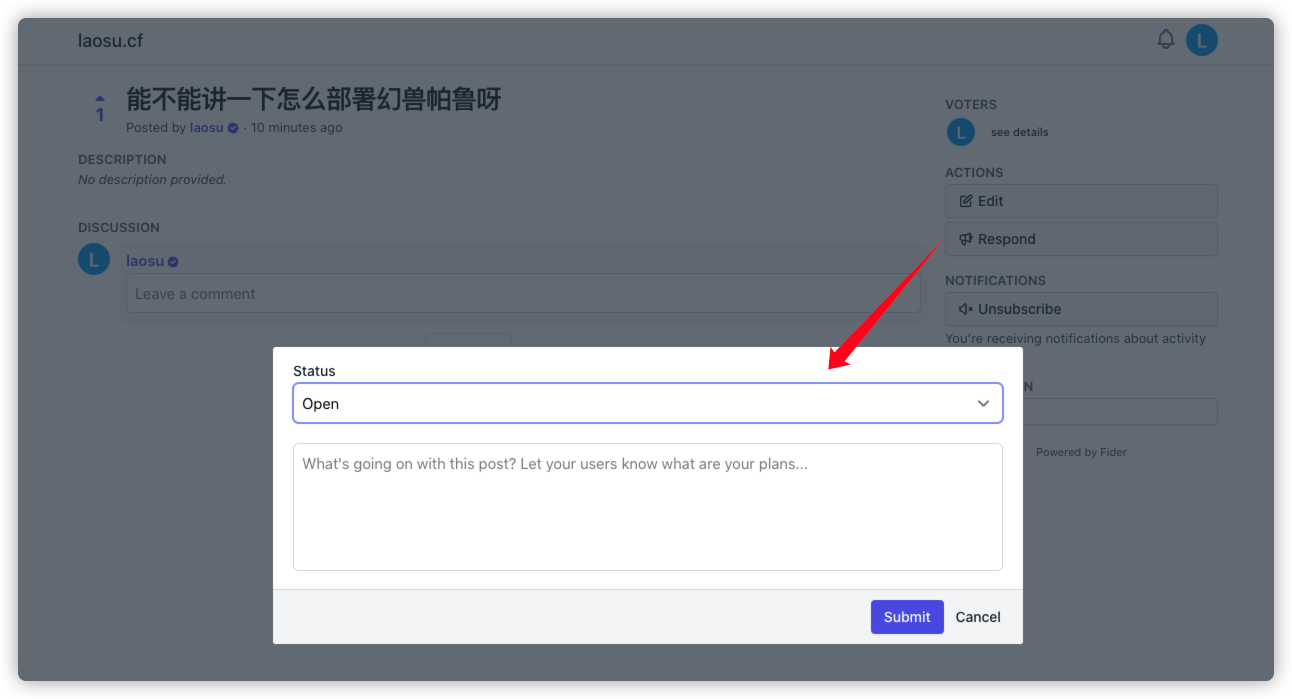 laosu.cf
L
1
能不能讲一下怎么部署幻兽帕鲁呀
Posted by laosu · 10 minutes ago
DESCRIPTION
No description provided.
DISCUSSION
L
laosu
Leave a comment
VOTERS
L
see details
ACTIONS
Edit
Respond
NOTIFICATIONS
Unsubscribe
You're receiving notifications about activity
N
Powered by Fider
Status
Open
What's going on with this post? Let your users know what are your plans...
Submit
Cancel